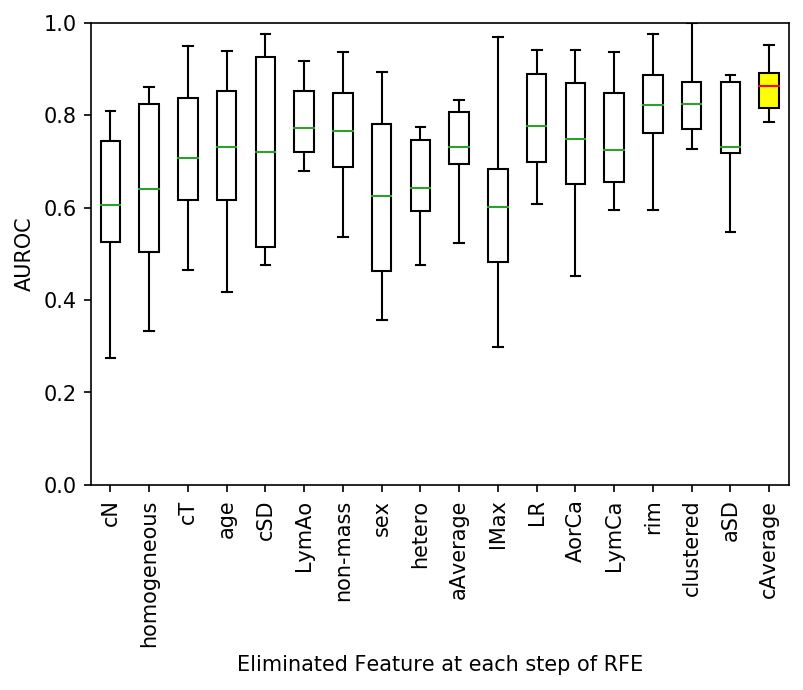 1.0
0.8
0.6
0.4
0.2
0.0
AUROC
cN
homogeneous
cT
age
cSD
LymAo
non-mass
sex
hetero
aAverage
IMax
LR
AorCa
LymCa
rim
clustered
aSD
cAverage
Eliminated Feature at each step of RFE